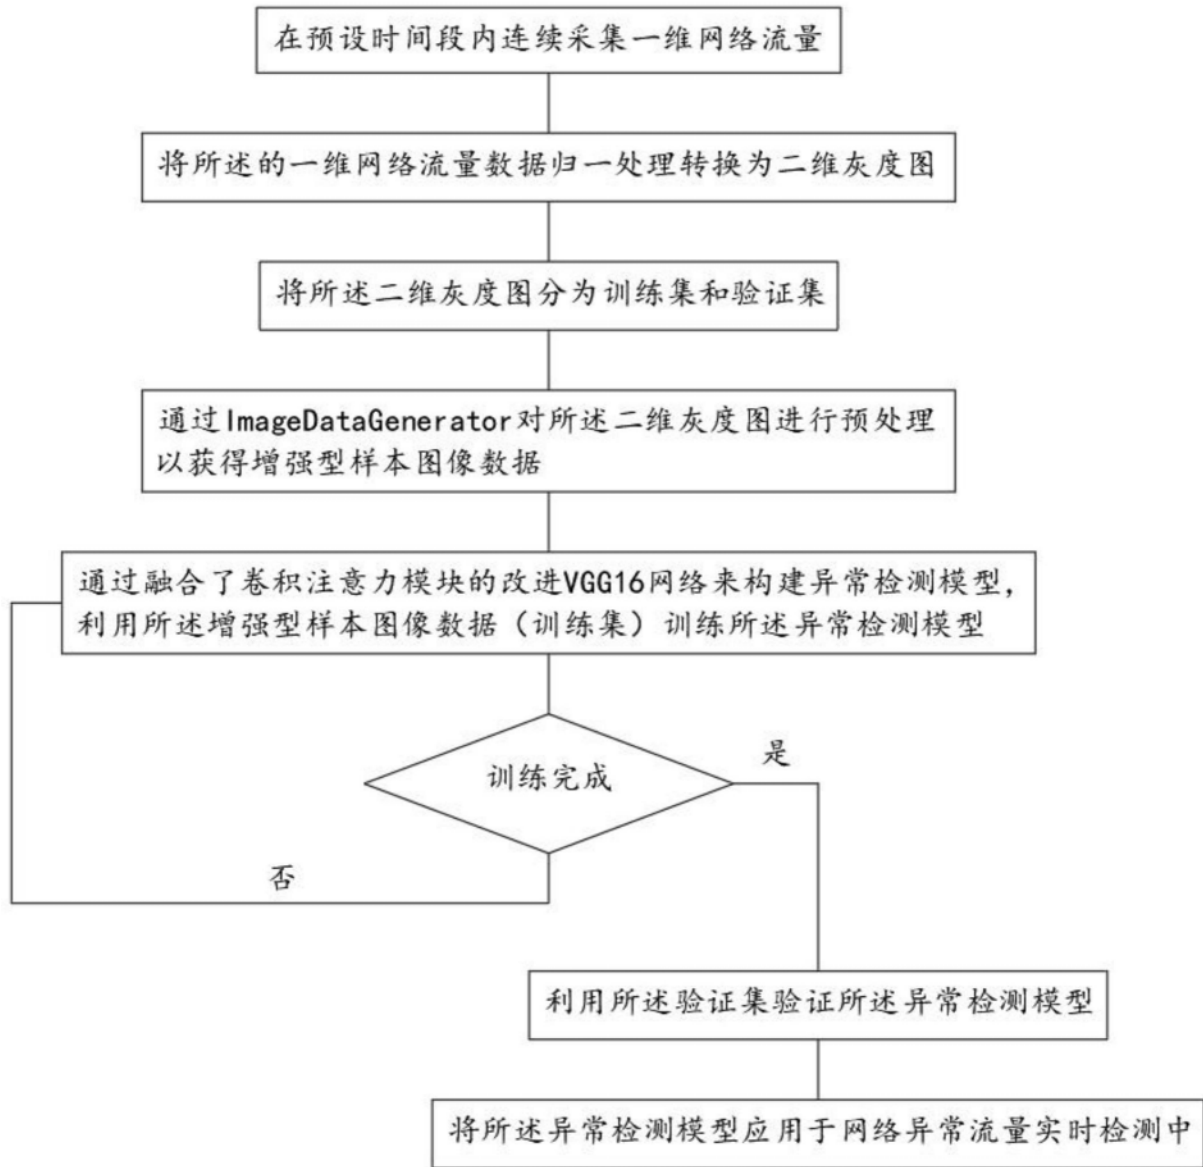 在预设时间段内连续采集一维网络流量
将所述的一维网络流量数据归一处理转换为二维灰度图
将所述二维灰度图分为训练集和验证集
通过ImageDataGenerator对所述二维灰度图进行预处理
以获得增强型样本图像数据
通过融合了卷积注意力模块的改进VGG16网络来构建异常检测模型，
利用所述增强型样本图像数据（训练集）训练所述异常检测模型
训练完成
是
否
利用所述验证集验证所述异常检测模型
将所述异常检测模型应用于网络异常流量实时检测中